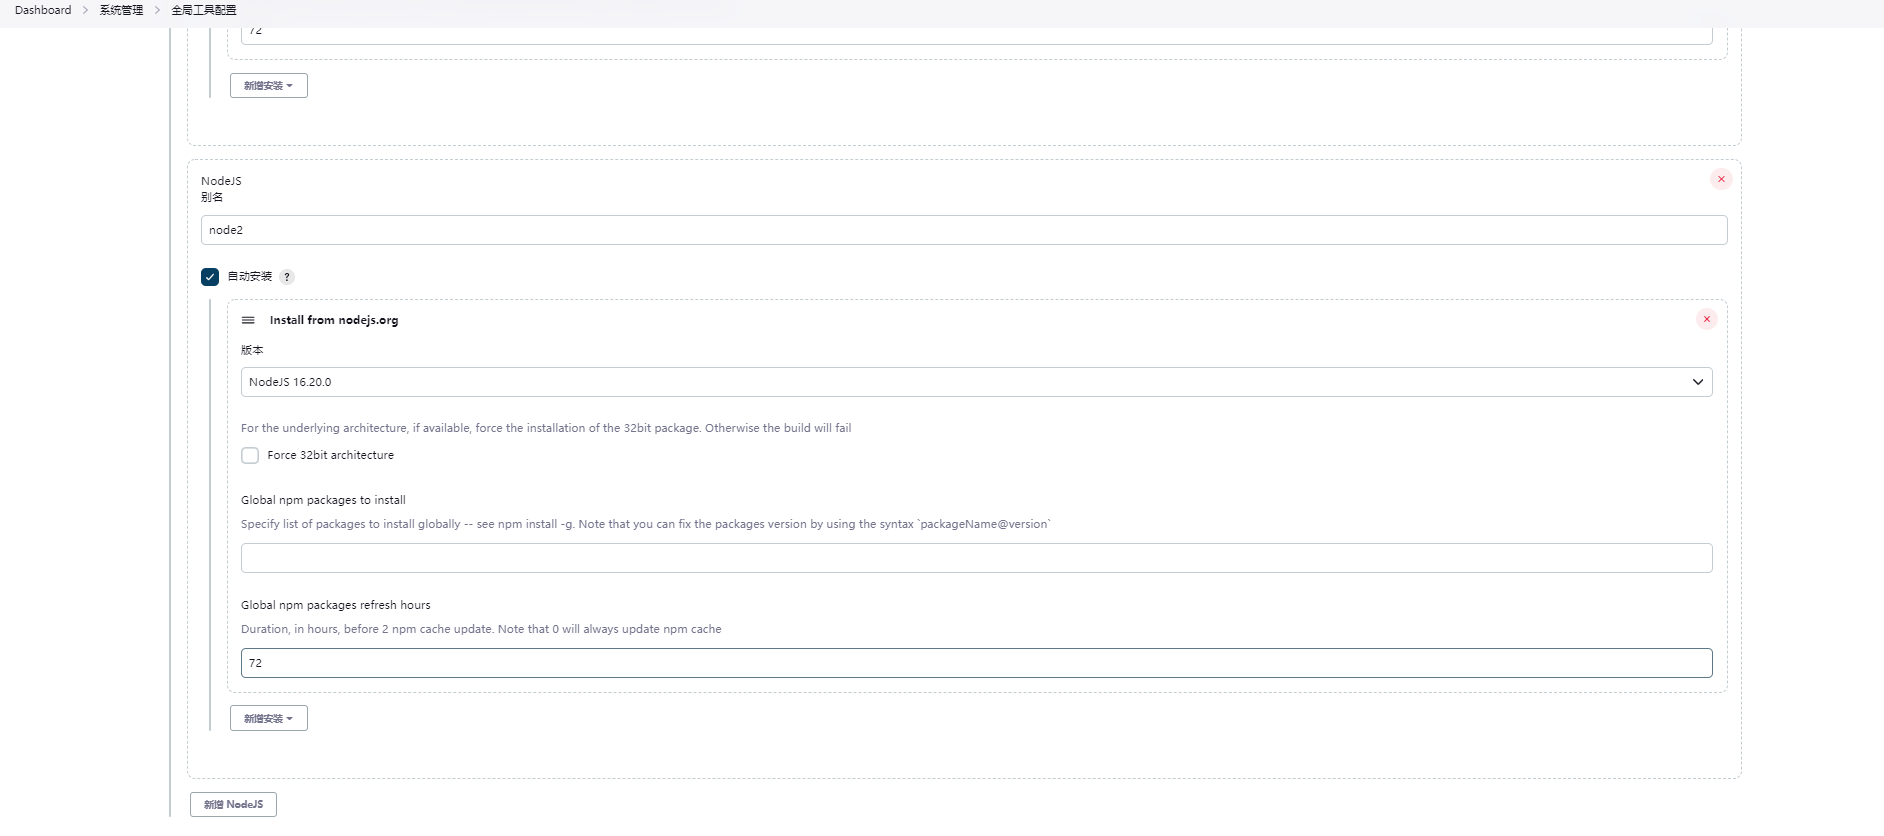 Dashboard > 系统管理 > 全局工具配置
72
新增安装
NodeJS
别名
node2
自动安装 ?
Install from nodejs.org
版本
NodeJS 16.20.0
For the underlying architecture, if available, force the installation of the 32bit package. Otherwise the build will fail
Force 32bit architecture
Global npm packages to install
Specify list of packages to install globally -- see npm install -g. Note that you can fix the packages version by using the syntax `packageName@version`
Global npm packages refresh hours
Duration, in hours, before 2 npm cache update. Note that 0 will always update npm cache
72
新增安装
新增 NodeJS